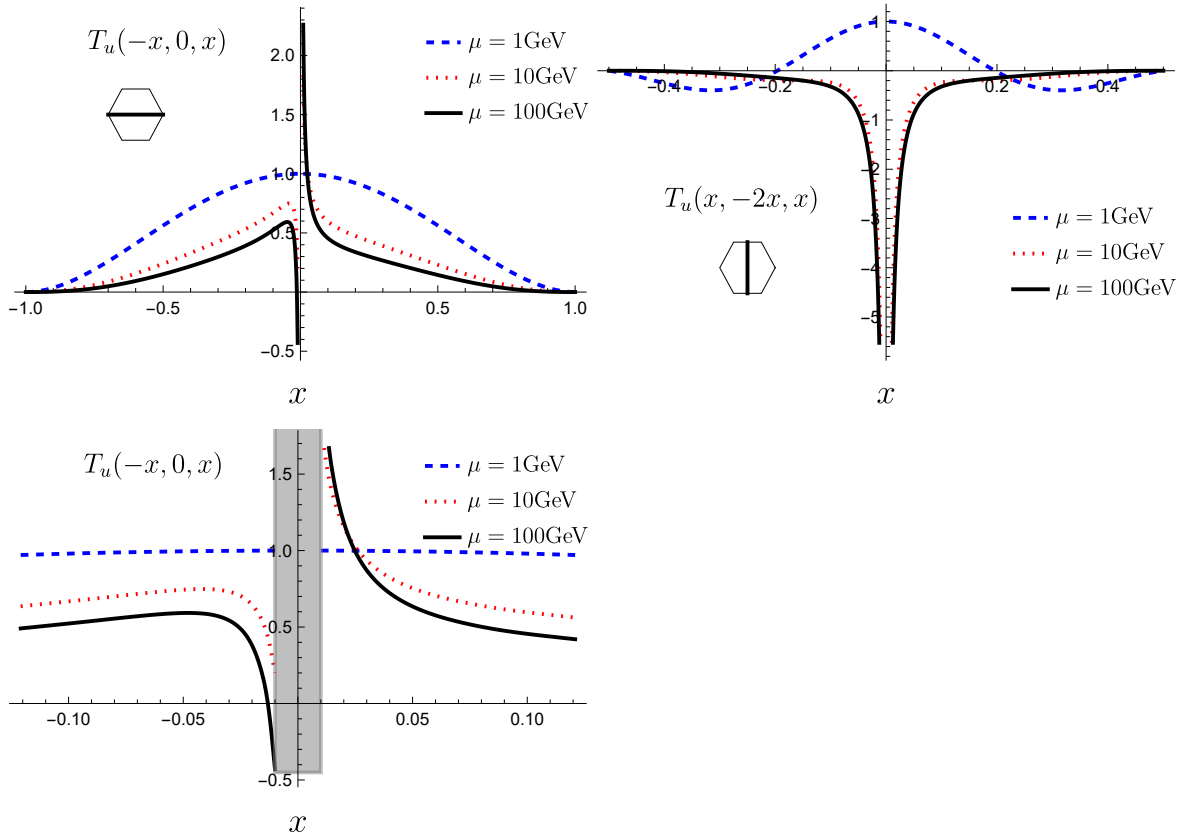 T_u(−x, 0, x)
μ = 1GeV
μ = 10GeV
μ = 100GeV
2.0
1.5
1.0
0.5
−0.5
−1.0 −0.5 0.5 1.0
x
T_u(x, −2x, x)
μ = 1GeV
μ = 10GeV
μ = 100GeV
1
−1
−2
−3
−4
−5
−0.4 −0.2 0.2 0.4
x
T_u(−x, 0, x)
μ = 1GeV
μ = 10GeV
μ = 100GeV
1.5
1.0
0.5
−0.5
−0.10 −0.05 0.05 0.10
x